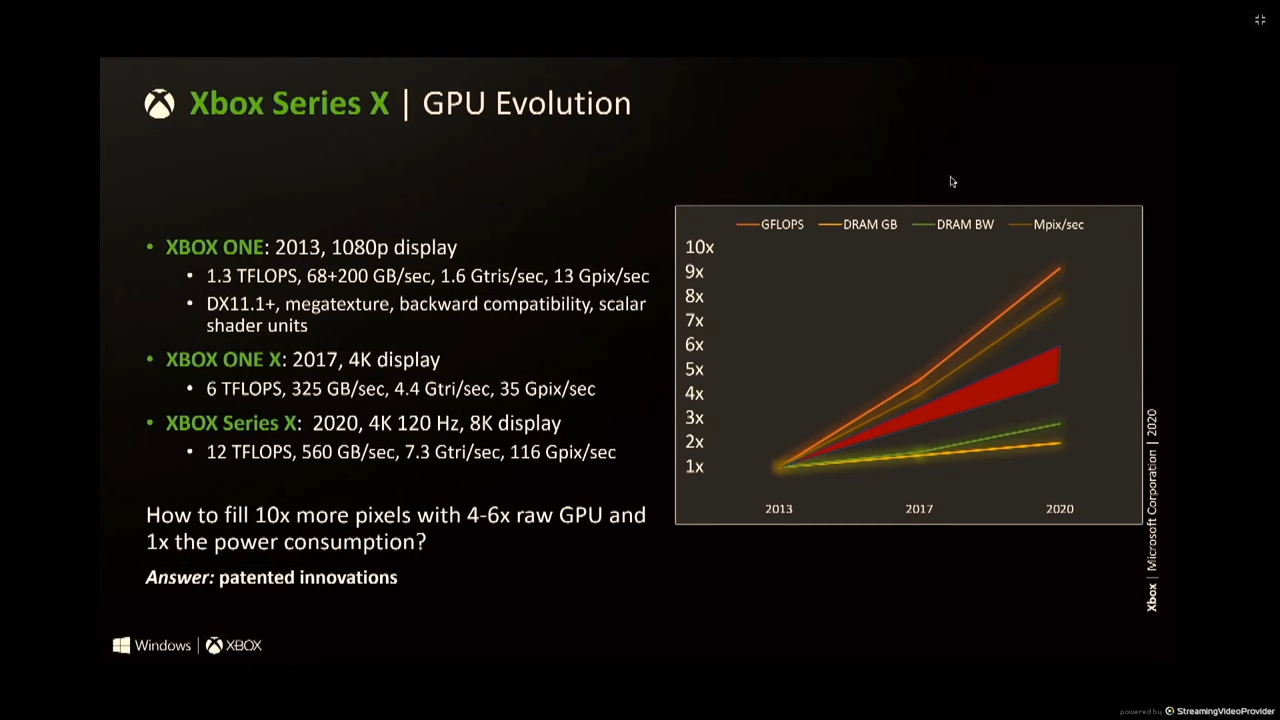 Xbox Series X | GPU Evolution
• XBOX ONE: 2013, 1080p display
• 1.3 TFLOPS, 68+200 GB/sec, 1.6 Gtris/sec, 13 Gpix/sec
• DX11.1+, megatexture, backward compatibility, scalar
shader units
• XBOX ONE X: 2017, 4K display
• 6 TFLOPS, 325 GB/sec, 4.4 Gtri/sec, 35 Gpix/sec
• XBOX Series X: 2020, 4K 120 Hz, 8K display
• 12 TFLOPS, 560 GB/sec, 7.3 Gtri/sec, 116 Gpix/sec
How to fill 10x more pixels with 4-6x raw GPU and
1x the power consumption?
Answer: patented innovations
GFLOPS DRAM GB DRAM BW Mpix/sec
10x
9x
8x
7x
6x
5x
4x
3x
2x
1x
2013 2017 2020
Xbox | Microsoft Corporation | 2020
Windows | XBOX
powered by StreamingVideoProvider